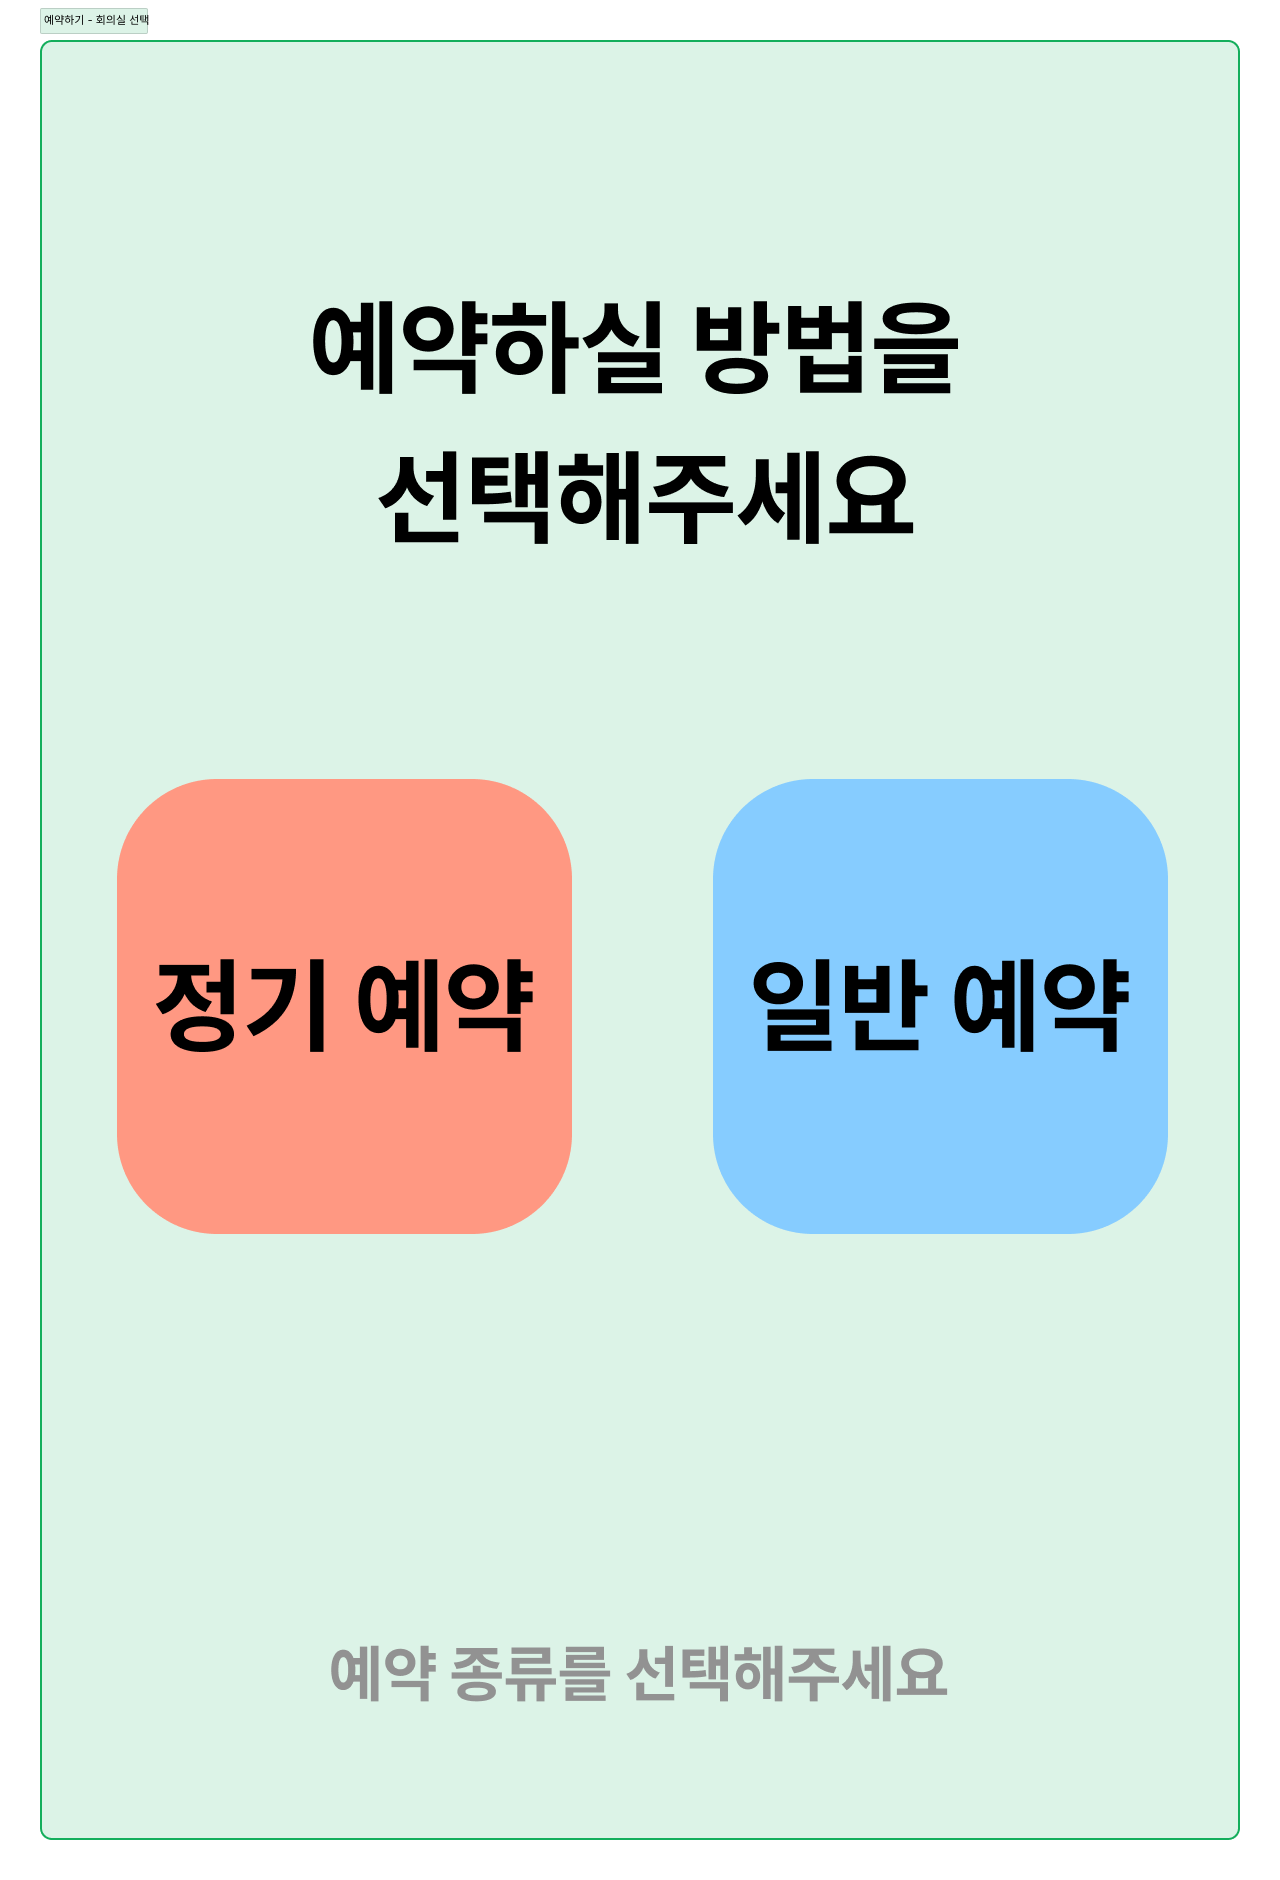 예약하기 - 회의실 선택
예약하실 방법을
선택해주세요
정기 예약
일반 예약
예약 종류를 선택해주세요